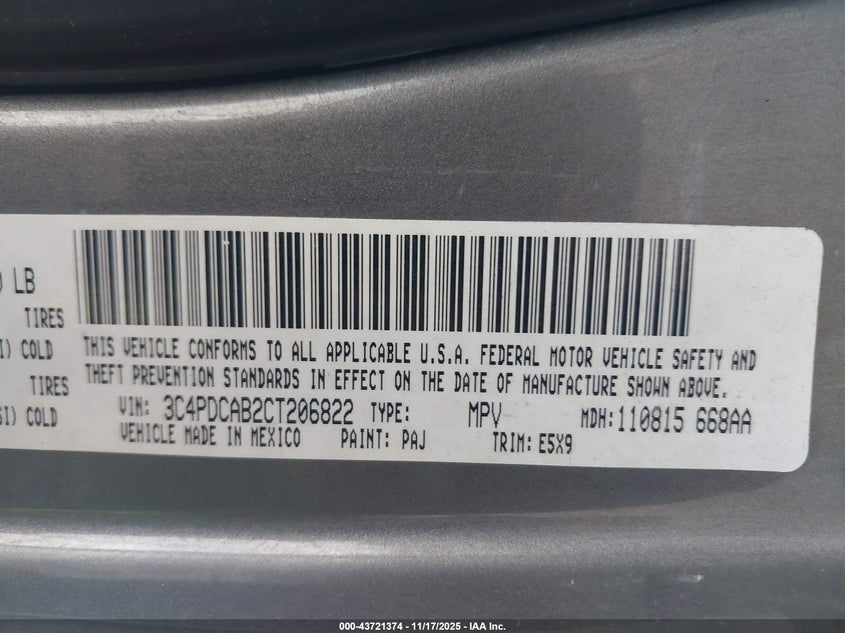 ) LB
TIRES
I) COLD
TIRES
SI) COLD
THIS VEHICLE CONFORMS TO ALL APPLICABLE U.S.A. FEDERAL MOTOR VEHICLE SAFETY AND
THEFT PREVENTION STANDARDS IN EFFECT ON THE DATE OF MANUFACTURE SHOWN ABOVE.
VIN: 3C4PDCAB2CT206822 TYPE: MPV MDH:110815 668AA
VEHICLE MADE IN MEXICO PAINT: PAJ TRIM: E5X9
000-43721374 - 11/17/2025 - IAA Inc.